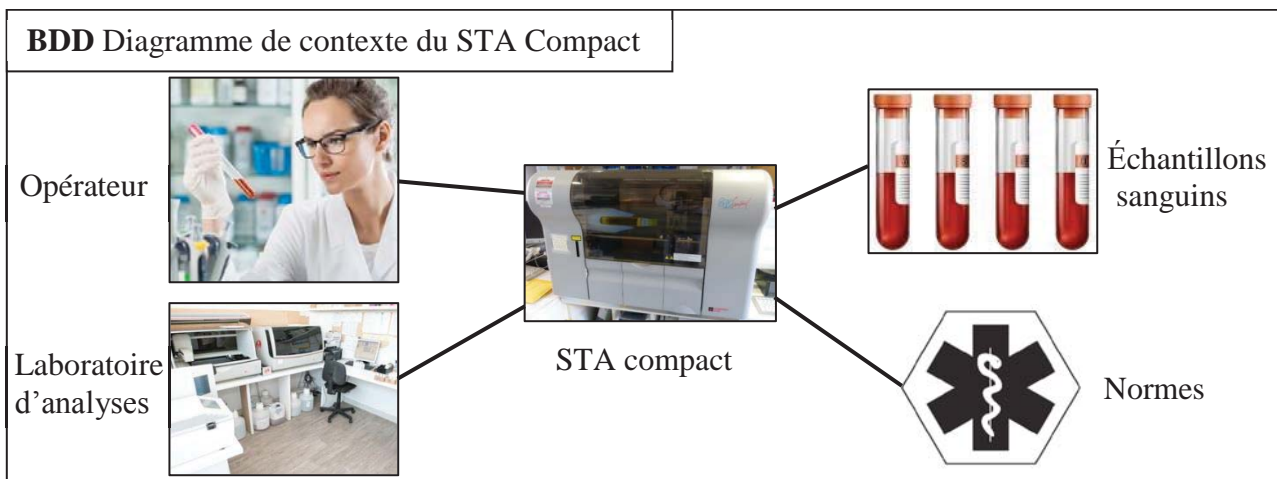 BDD Diagramme de contexte du STA Compact
Opérateur
Échantillons
sanguins
STA compact
Laboratoire
d'analyses
Normes